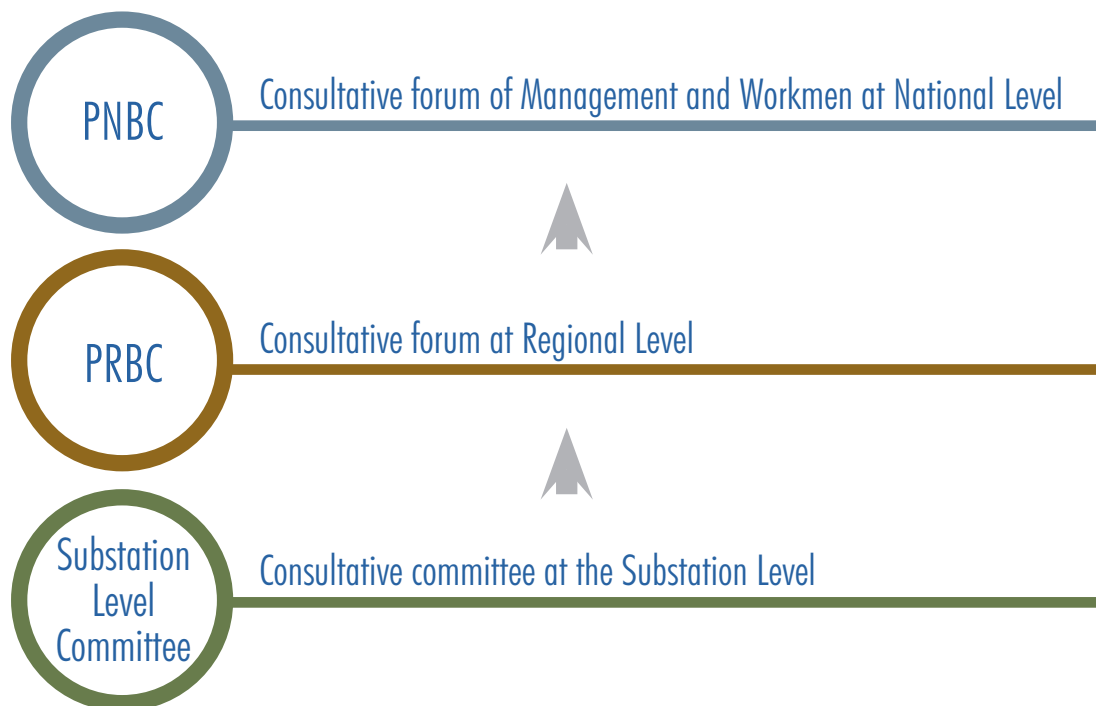 PNBC
Consultative forum of Management and Workmen at National Level
PRBC
Consultative forum at Regional Level
Substation
Level
Committee
Consultative committee at the Substation Level